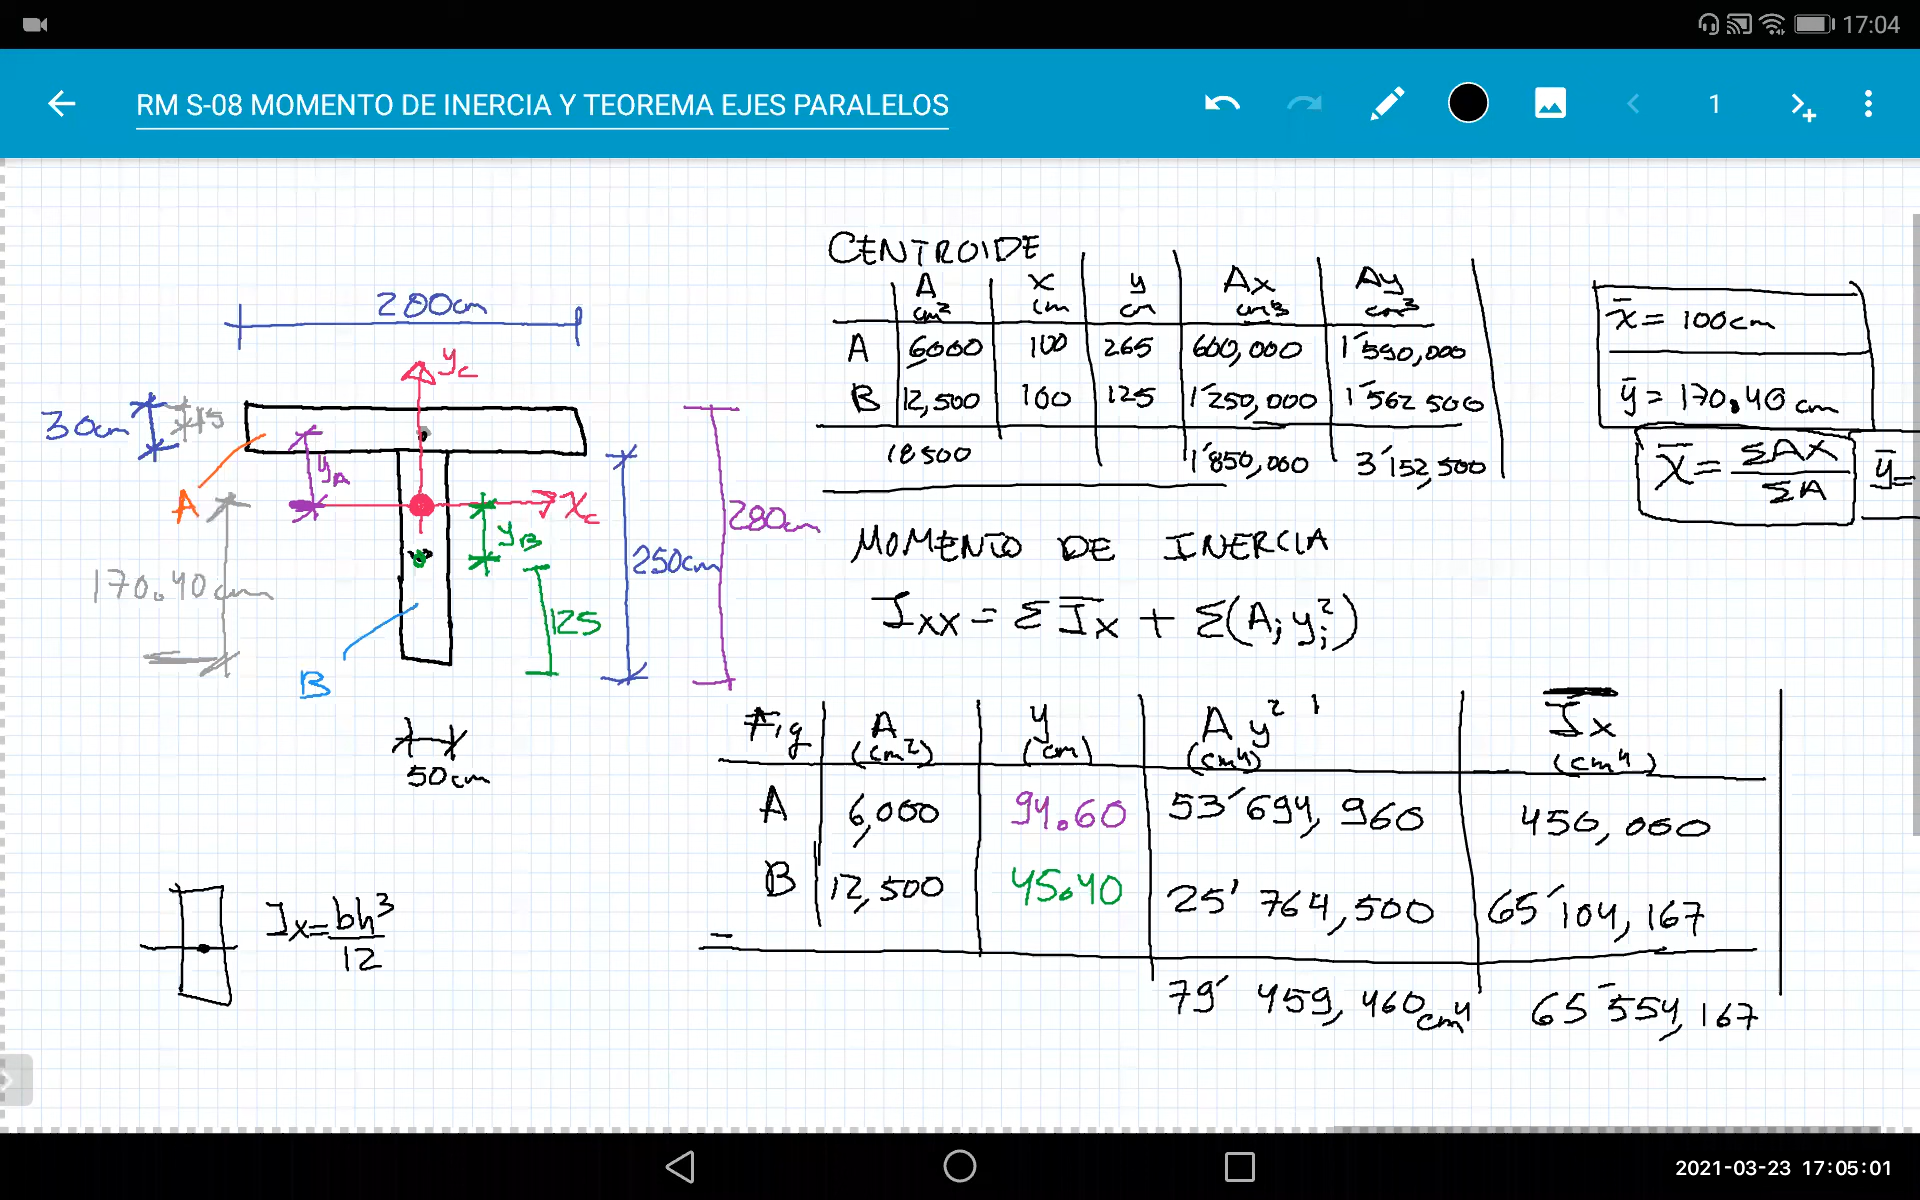 17:04
RM S-08 MOMENTO DE INERCIA Y TEOREMA EJES PARALELOS
1
200cm
yc
30cm
15
yA
A
xc
yB
170.40cm
125
250cm
280cm
B
50cm
Ix = bh³/12
CENTROIDE
A cm² x cm y cm Ax cm³ Ay cm³
A 6000 100 265 600,000 1´590,000
B 12,500 100 125 1´250,000 1´562 500
18500 1´850,000 3´152,500
x̄ = 100cm
ȳ = 170.40 cm
X̄ = ΣAX/ΣA
ȳ =
MOMENTO DE INERCIA
Ixx = Σ Īx + Σ(Ai yi²)
Fig A (cm²) y (cm) A y² (cm⁴) Īx (cm⁴)
A 6,000 94.60 53´694,960 450,000
B 12,500 45.40 25' 764,500 65´104,167
79´ 459,460cm⁴ 65´554,167
2021-03-23 17:05:01